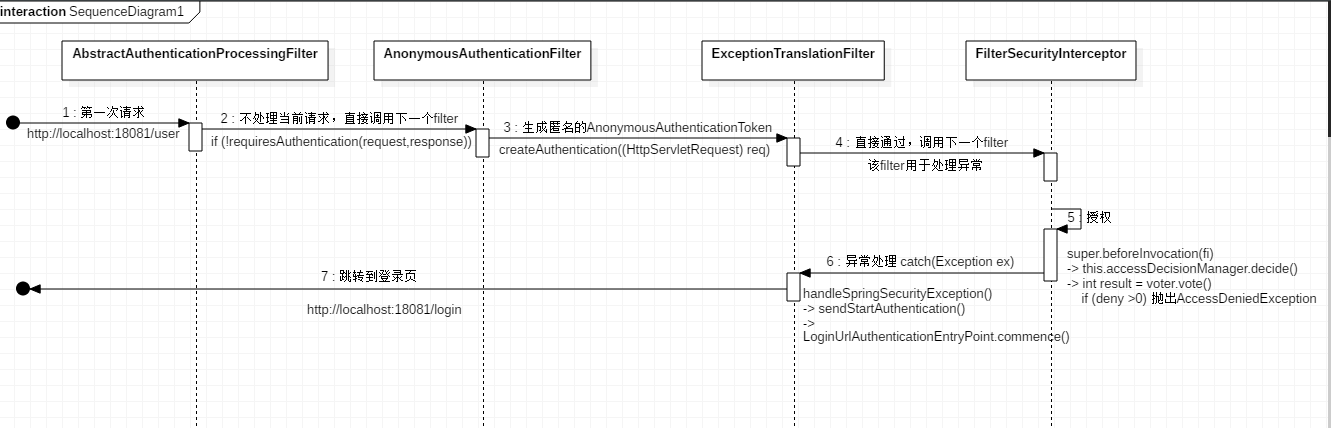 interaction SequenceDiagram1
AbstractAuthenticationProcessingFilter
AnonymousAuthenticationFilter
ExceptionTranslationFilter
FilterSecurityInterceptor
1 : 第一次请求
http://localhost:18081/user
2 : 不处理当前请求，直接调用下一个filter
if (!requiresAuthentication(request,response))
3 : 生成匿名的AnonymousAuthenticationToken
createAuthentication((HttpServletRequest) req)
4 : 直接通过，调用下一个filter
该filter用于处理异常
5 : 授权
super.beforeInvocation(fi)
-> this.accessDecisionManager.decide()
-> int result = voter.vote()
if (deny >0) 抛出AccessDeniedException
6 : 异常处理 catch(Exception ex)
handleSpringSecurityException()
-> sendStartAuthentication()
->
LoginUrlAuthenticationEntryPoint.commence()
7 : 跳转到登录页
http://localhost:18081/login